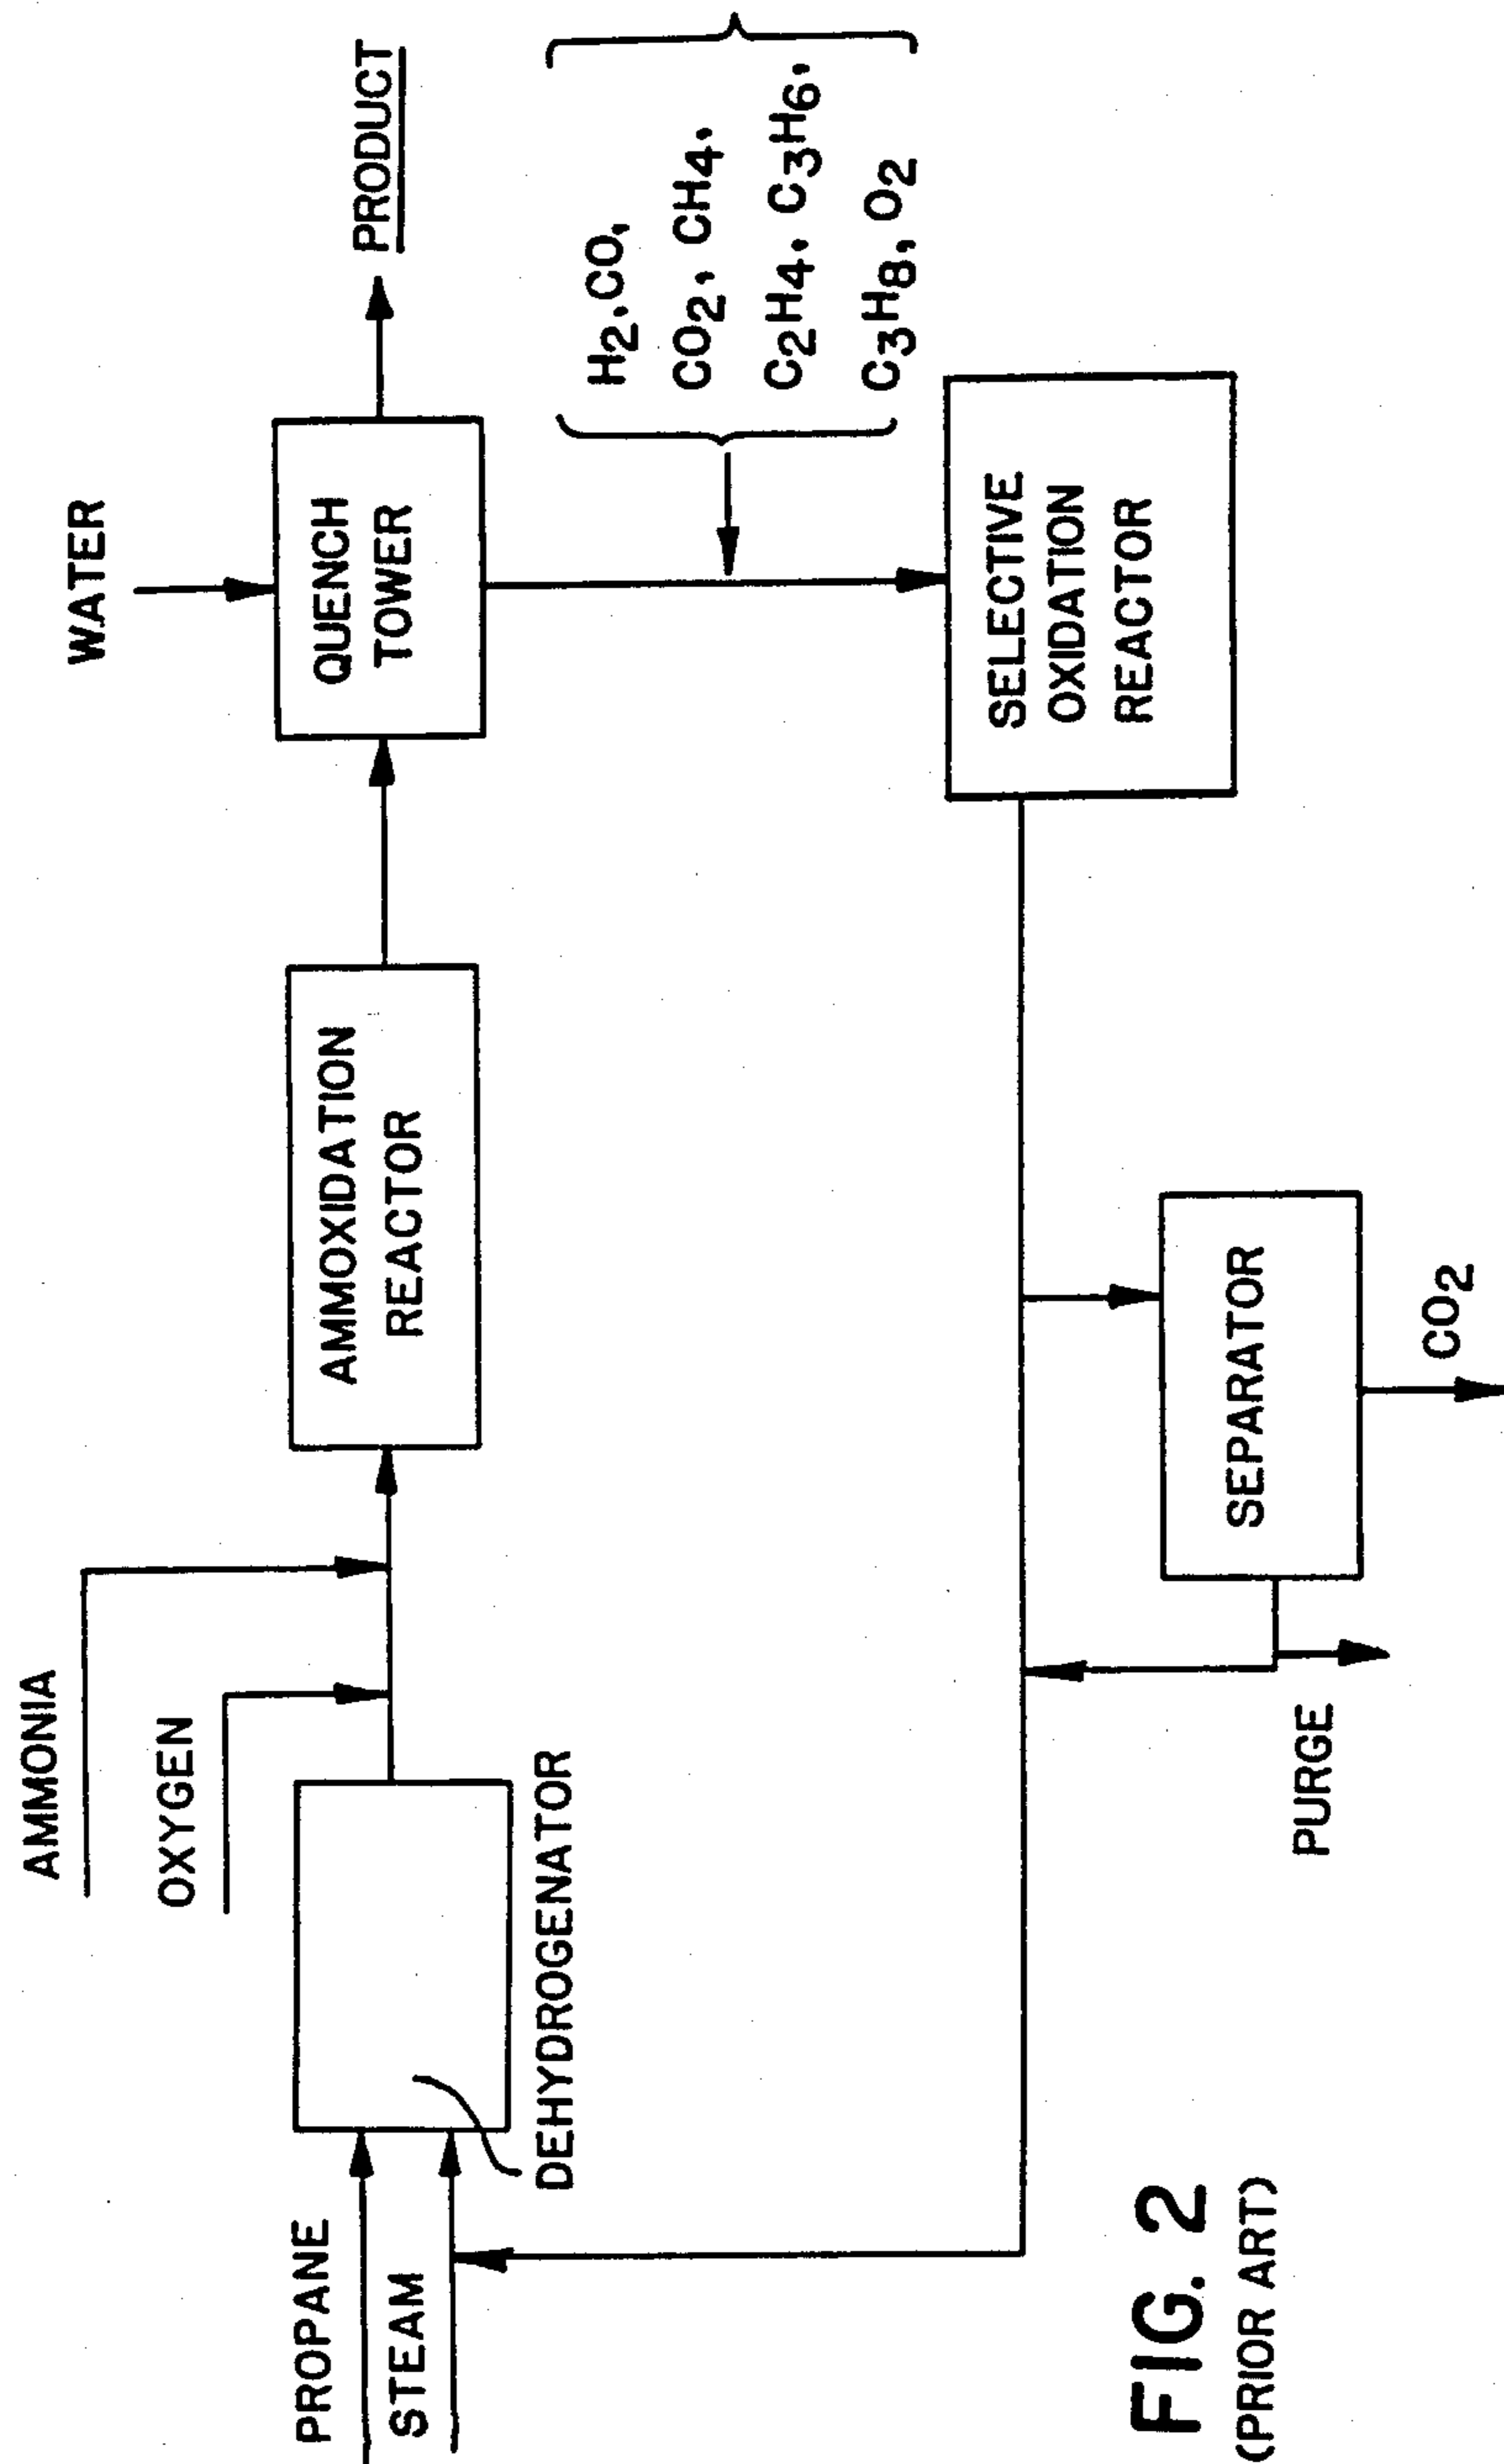 AMMONIA
OXYGEN
WATER
PROPANE
STEAM
DEHYDROGENATOR
AMMOXIDATION
REACTOR
QUENCH
TOWER
PRODUCT
H2, CO,
CO2, CH4,
C2H4, C3H6,
C3H8, O2
SELECTIVE
OXIDATION
REACTOR
SEPARATOR
PURGE
CO2
FIG. 2
(PRIOR ART)